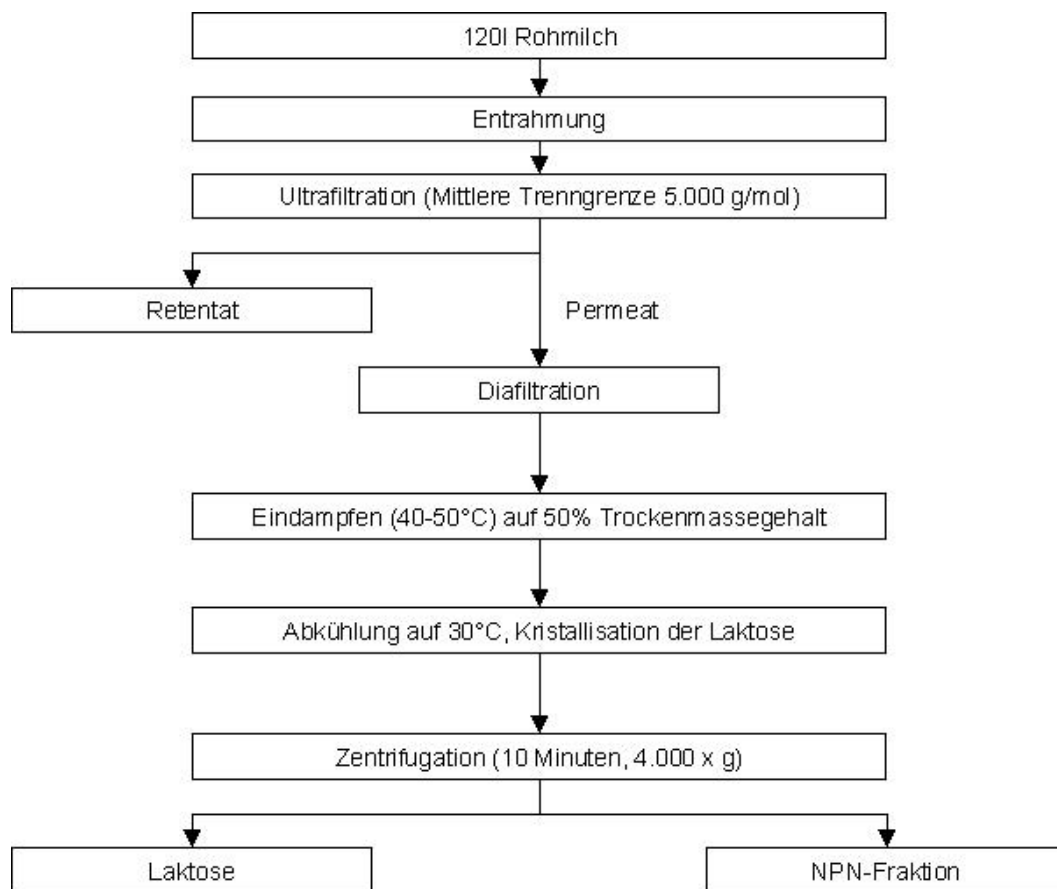 120l Rohmilch
Entrahmung
Ultrafiltration (Mittlere Trenngrenze 5.000 g/mol)
Retentat
Permeat
Diafiltration
Eindampfen (40-50°C) auf 50% Trockenmassegehalt
Abkühlung auf 30°C, Kristallisation der Laktose
Zentrifugation (10 Minuten, 4.000 x g)
Laktose
NPN-Fraktion